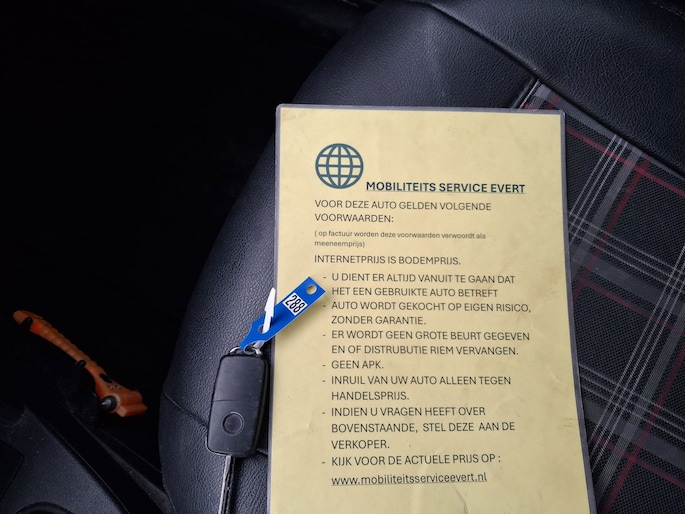 MOBILITEITS SERVICE EVERT
VOOR DEZE AUTO GELDEN VOLGENDE
VOORWAARDEN:
( op factuur worden deze voorwaarden verwoordt als
meeneemprijs)
INTERNETPRIJS IS BODEMPRIJS.
- U DIENT ER ALTIJD VANUIT TE GAAN DAT
HET EEN GEBRUIKTE AUTO BETREFT
- AUTO WORDT GEKOCHT OP EIGEN RISICO,
ZONDER GARANTIE.
- ER WORDT GEEN GROTE BEURT GEGEVEN
EN OF DISTRUBUTIE RIEM VERVANGEN.
- GEEN APK.
- INRUIL VAN UW AUTO ALLEEN TEGEN
HANDELSPRIJS.
- INDIEN U VRAGEN HEEFT OVER
BOVENSTAANDE, STEL DEZE AAN DE
VERKOPER.
- KIJK VOOR DE ACTUELE PRIJS OP :
www.mobiliteitsserviceevert.nl
288